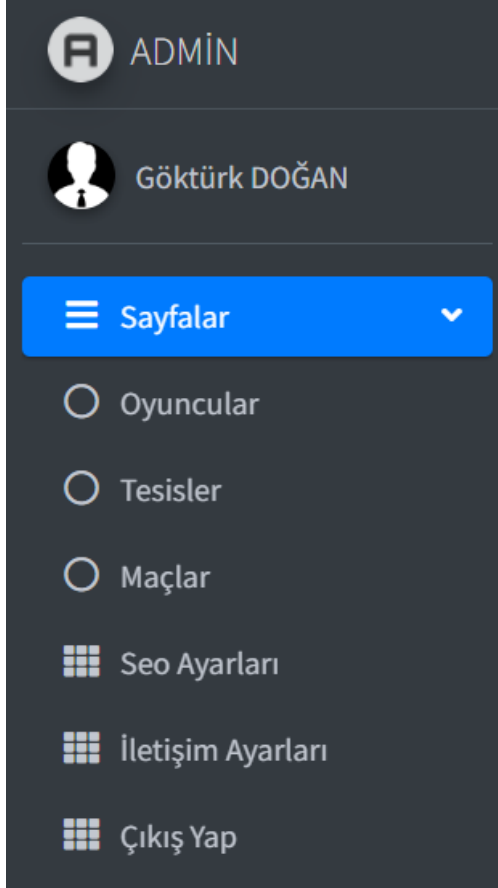 ADMİN
Göktürk DOĞAN
Sayfalar
Oyuncular
Tesisler
Maçlar
Seo Ayarları
İletişim Ayarları
Çıkış Yap